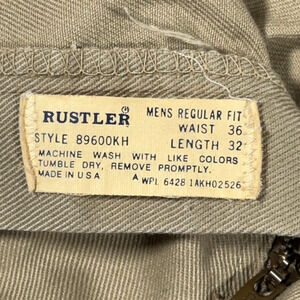 RUSTLER ® MENS REGULAR FIT
WAIST 36
STYLE 89600KH LENGTH 32
MACHINE WASH WITH LIKE COLORS
TUMBLE DRY, REMOVE PROMPTLY.
MADE IN U.S.A A WPL 6428 1AKH02526